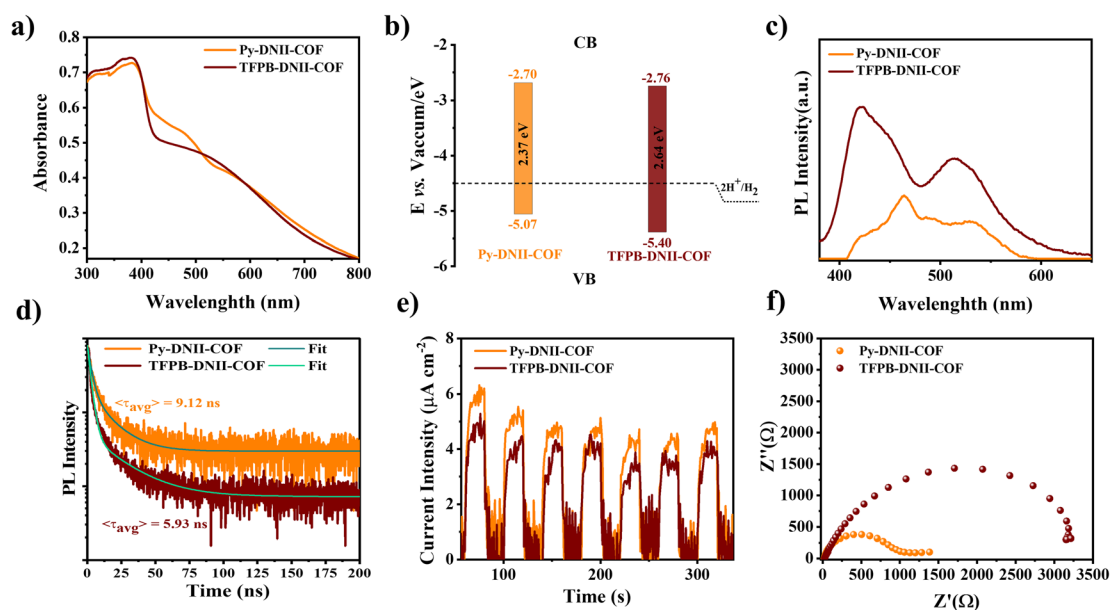 a)
0.8
0.7
0.6
0.5
0.4
0.3
0.2
300 400 500 600 700 800
Absorbance
Wavelenghth (nm)
Py-DNII-COF
TFPB-DNII-COF
b)
CB
-2
-3
-4
-5
-6
E vs. Vacuum/eV
-2.70
-2.76
2.37 eV
2.64 eV
2H+/H2
-5.07
-5.40
Py-DNII-COF
TFPB-DNII-COF
VB
c)
Py-DNII-COF
TFPB-DNII-COF
PL Intensity(a.u.)
400 500 600
Wavelenghth (nm)
d)
Py-DNII-COF Fit
TFPB-DNII-COF Fit
<τavg> = 9.12 ns
<τavg> = 5.93 ns
PL Intensity
0 25 50 75 100 125 150 175 200
Time (ns)
e)
8
6
4
2
0
Py-DNII-COF
TFPB-DNII-COF
Current Intensity (μA cm-2)
100 200 300
Time (s)
f)
3500
3000
2500
2000
1500
1000
500
0
Py-DNII-COF
TFPB-DNII-COF
Z''(Ω)
0 500 1000 1500 2000 2500 3000 3500
Z'(Ω)